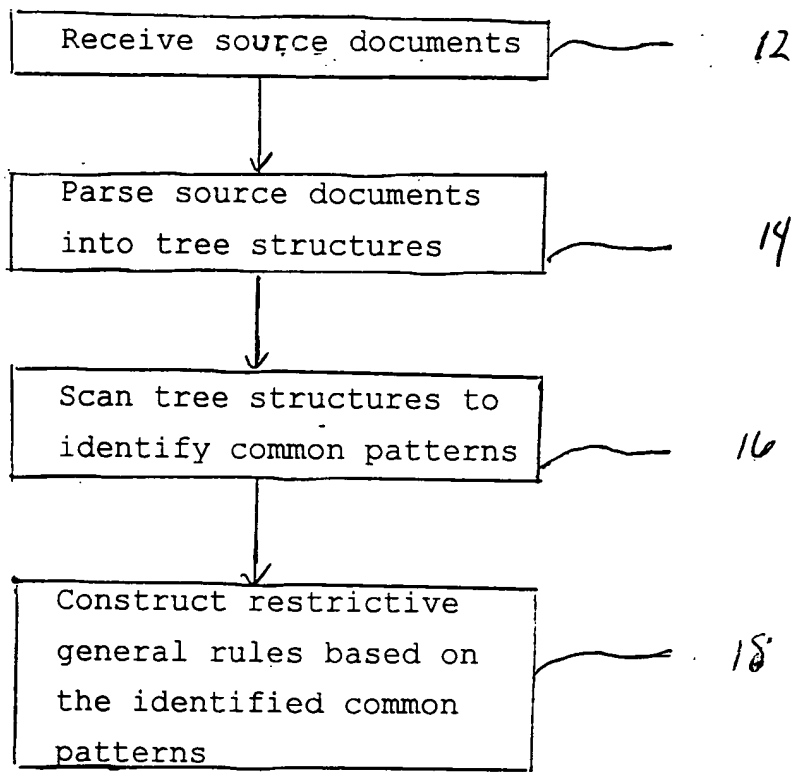 Receive source documents
12
Parse source documents
into tree structures
14
Scan tree structures to
identify common patterns
16
Construct restrictive
general rules based on
the identified common
patterns
18